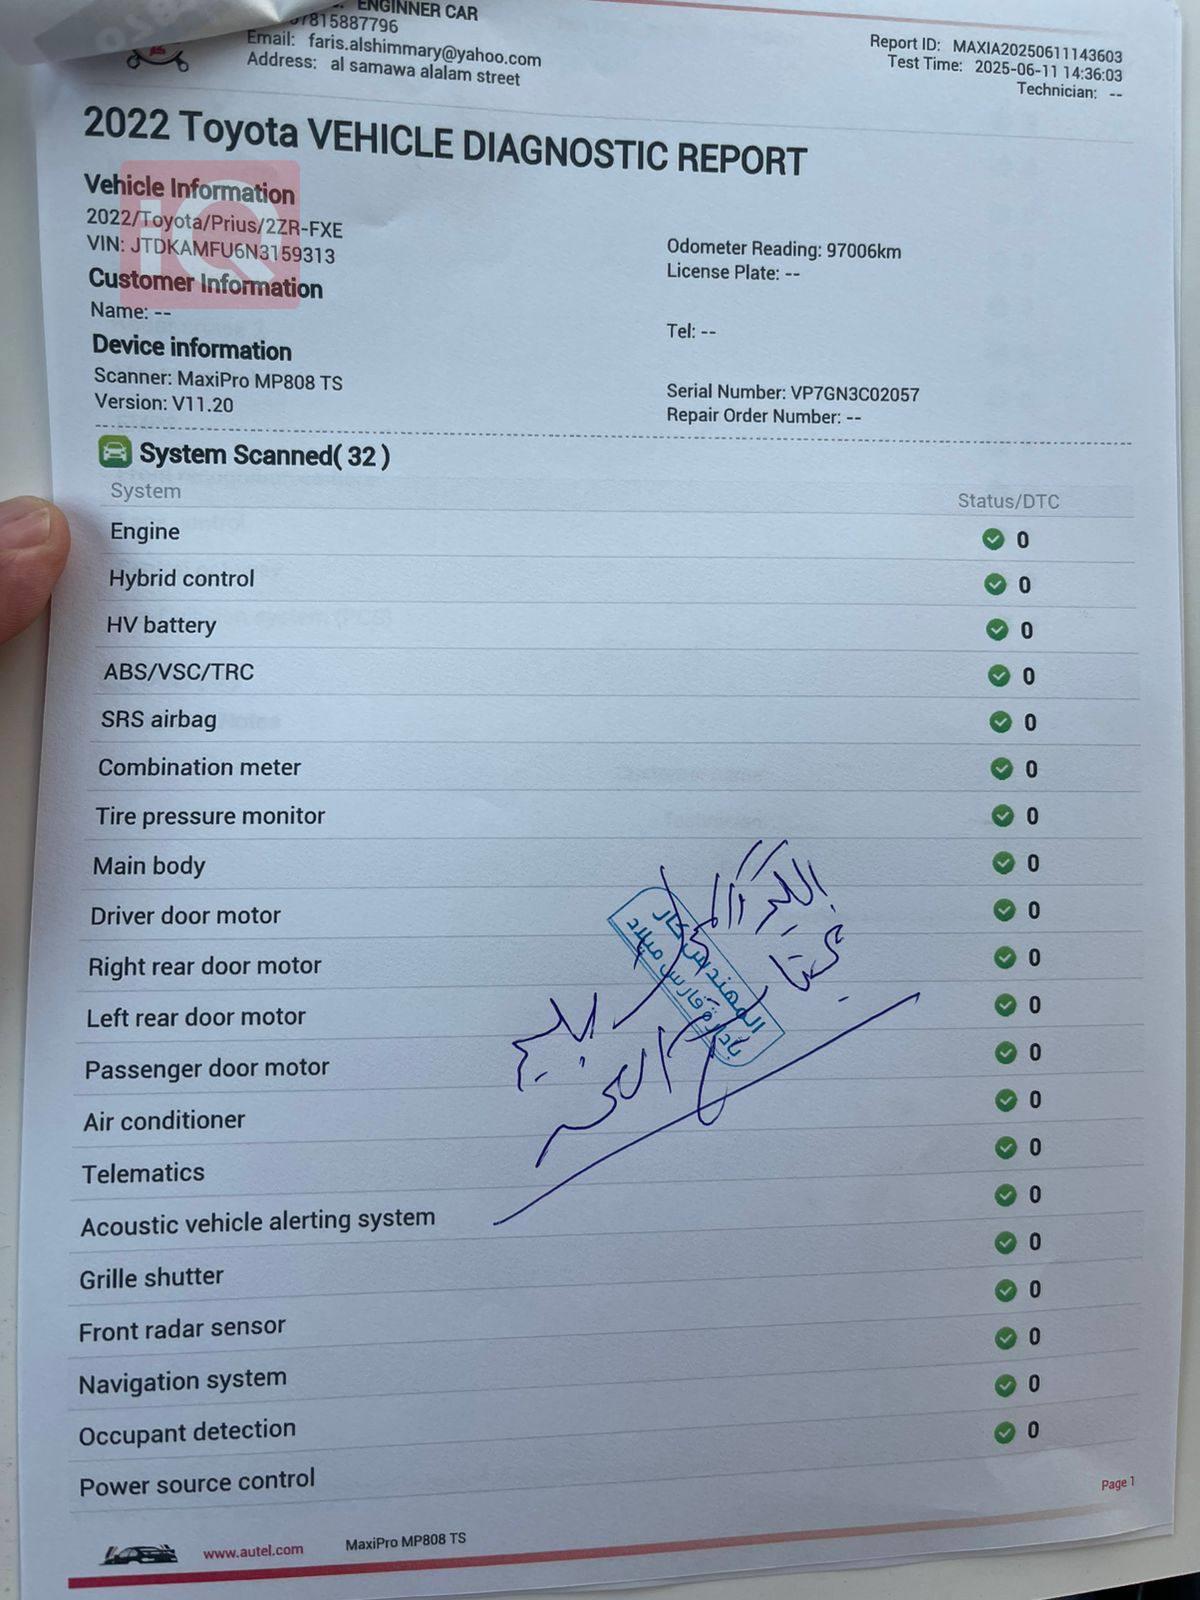 ENGINNER CAR
07815887796
Email: faris.alshimmary@yahoo.com
Address: al samawa alalam street
Report ID: MAXIA20250611143603
Test Time: 2025-06-11 14:36:03
Technician: --
2022 Toyota VEHICLE DIAGNOSTIC REPORT
iQ
Vehicle Information
2022/Toyota/Prius/2ZR-FXE
VIN: JTDKAMFU6N3159313
Odometer Reading: 97006km
License Plate: --
Customer Information
Name: --
Tel: --
Device information
Scanner: MaxiPro MP808 TS
Version: V11.20
Serial Number: VP7GN3C02057
Repair Order Number: --
System Scanned( 32 )
System Status/DTC
Engine 0
Hybrid control 0
HV battery 0
ABS/VSC/TRC 0
SRS airbag 0
Combination meter 0
Tire pressure monitor 0
Main body 0
Driver door motor 0
Right rear door motor 0
Left rear door motor 0
Passenger door motor 0
Air conditioner 0
Telematics 0
Acoustic vehicle alerting system 0
Grille shutter 0
Front radar sensor 0
Navigation system 0
Occupant detection 0
Power source control 0
المهندس كار
بأدارة فارس ميلاد
Page 1
www.autel.com MaxiPro MP808 TS